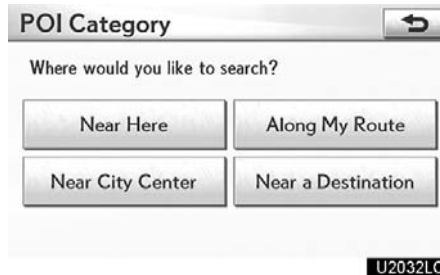 POI Category
Where would you like to search?
Near Here
Along My Route
Near City Center
Near a Destination
U2032LC